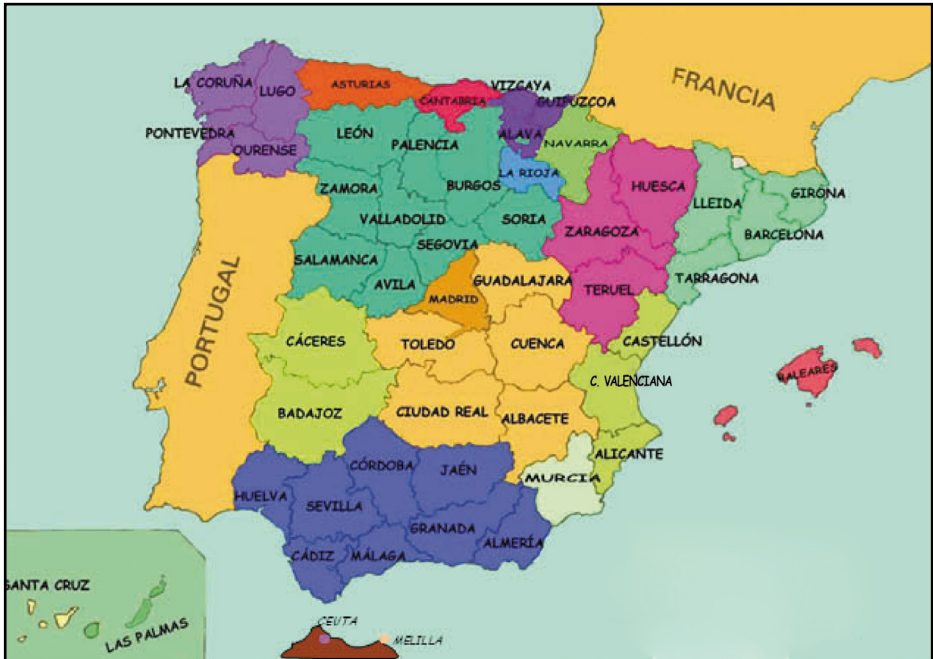 FRANCIA
LA CORUÑA
LUGO
ASTURIAS
CANTABRIA
VIZCAYA
GUIPUZCOA
PONTEVEDRA
OURENSE
LEÓN
PALENCIA
ALAVA
NAVARRA
BURGOS
LA RIOJA
HUESCA
LLEIDA
GIRONA
ZAMORA
VALLADOLID
SORIA
ZARAGOZA
BARCELONA
SEGOVIA
SALAMANCA
AVILA
MADRID
GUADALAJARA
TERUEL
TARRAGONA
PORTUGAL
CÁCERES
TOLEDO
CUENCA
CASTELLÓN
C. VALENCIANA
BALEARES
BADAJOZ
CIUDAD REAL
ALBACETE
ALICANTE
MURCIA
HUELVA
SEVILLA
CÓRDOBA
JAÉN
GRANADA
ALMERÍA
CÁDIZ
MÁLAGA
SANTA CRUZ
LAS PALMAS
CEUTA
MELILLA